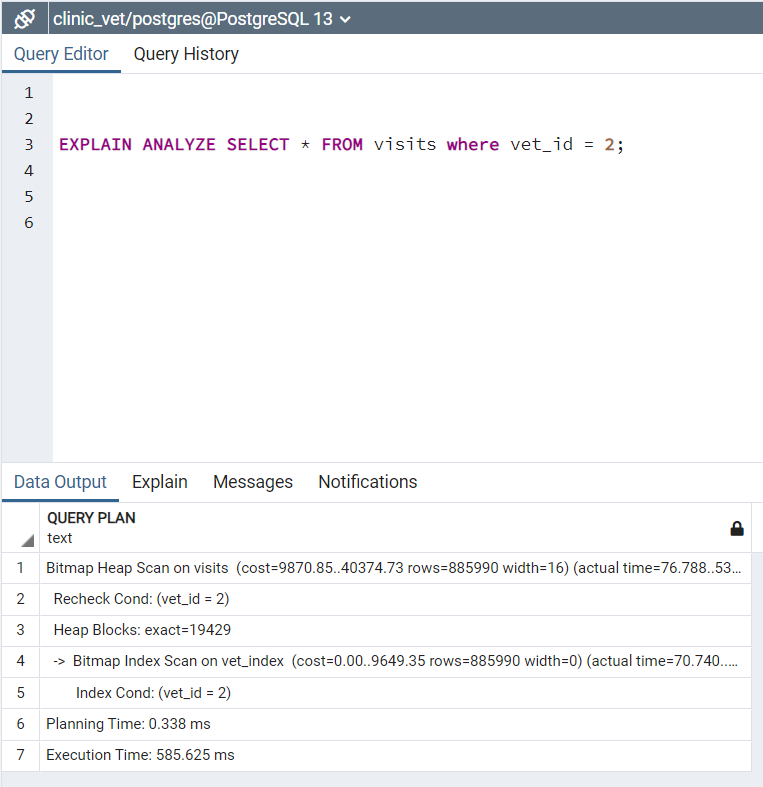 clinic_vet/postgres@PostgreSQL 13
Query Editor Query History
1
2
3 EXPLAIN ANALYZE SELECT * FROM visits where vet_id = 2;
4
5
6
Data Output Explain Messages Notifications
QUERY PLAN
text
1 Bitmap Heap Scan on visits (cost=9870.85..40374.73 rows=885990 width=16) (actual time=76.788..53...
2 Recheck Cond: (vet_id = 2)
3 Heap Blocks: exact=19429
4 -> Bitmap Index Scan on vet_index (cost=0.00..9649.35 rows=885990 width=0) (actual time=70.740.....
5 Index Cond: (vet_id = 2)
6 Planning Time: 0.338 ms
7 Execution Time: 585.625 ms